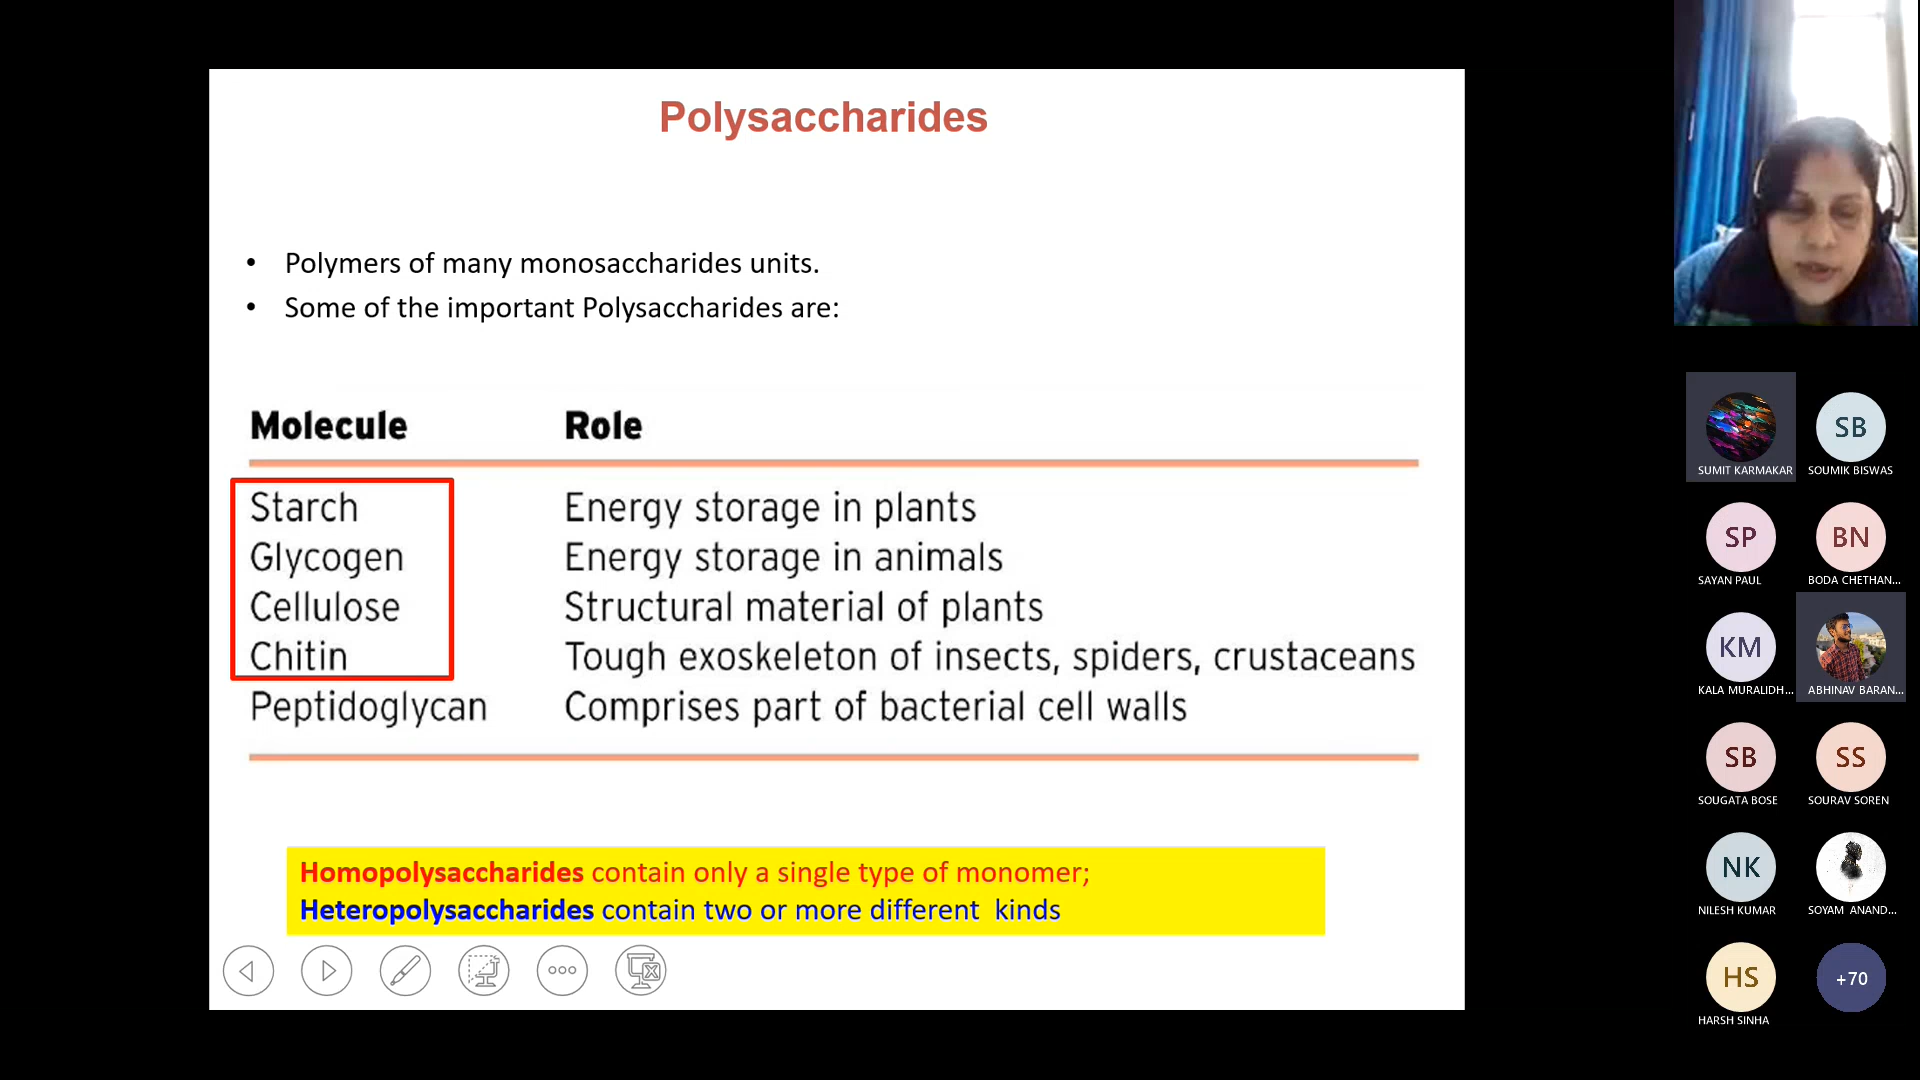 Polysaccharides
• Polymers of many monosaccharides units.
• Some of the important Polysaccharides are:
Molecule Role
Starch Energy storage in plants
Glycogen Energy storage in animals
Cellulose Structural material of plants
Chitin Tough exoskeleton of insects, spiders, crustaceans
Peptidoglycan Comprises part of bacterial cell walls
Homopolysaccharides contain only a single type of monomer;
Heteropolysaccharides contain two or more different kinds
SUMIT KARMAKAR
SB
SOUMIK BISWAS
SP
SAYAN PAUL
BN
BODA CHETHAN...
KM
KALA MURALIDH...
ABHINAV BARAN...
SB
SOUGATA BOSE
SS
SOURAV SOREN
NK
NILESH KUMAR
SOYAM ANAND...
HS
HARSH SINHA
+70